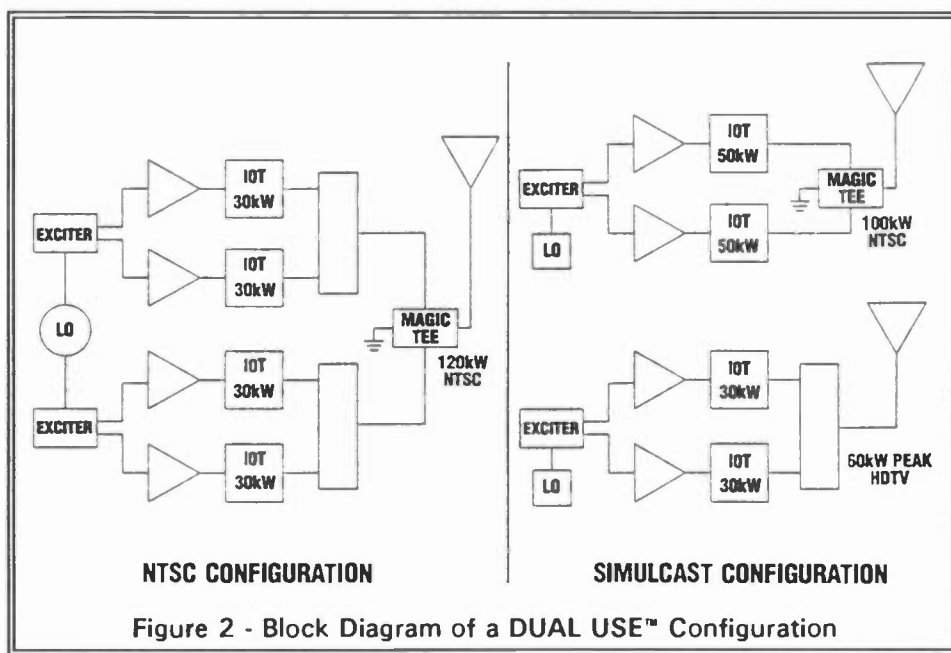 IOT
30kW
EXCITER
IOT
30kW
LO
MAGIC
TEE
120kW
NTSC
IOT
30kW
EXCITER
IOT
30kW
NTSC CONFIGURATION
IOT
50kW
EXCITER
MAGIC
TEE
LO
IOT
50kW
100kW
NTSC
IOT
30kW
EXCITER
LO
IOT
30kW
60kW PEAK
HDTV
SIMULCAST CONFIGURATION
Figure 2 - Block Diagram of a DUAL USE™ Configuration